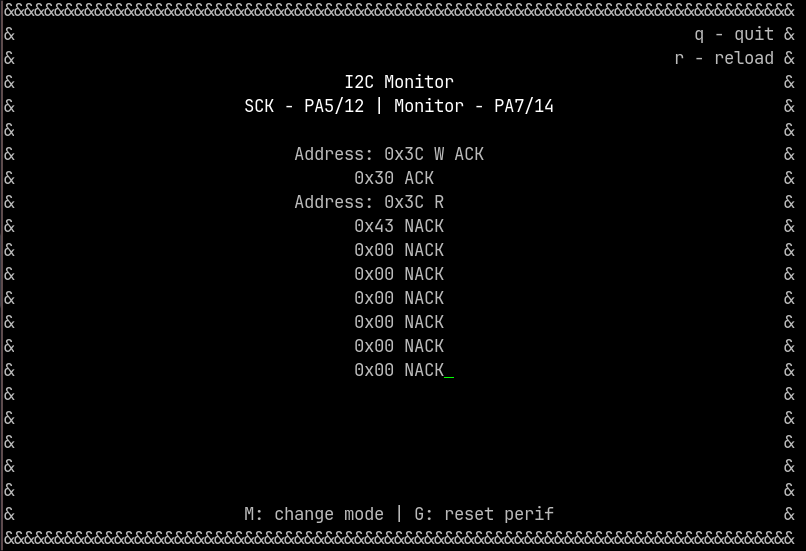 &&&&&&&&&&&&&&&&&&&&&&&&&&&&&&&&&&&&&&&&&&&&&&&&&&&&&&&&&&&&&&&&&&&&&&&&&&&&&&&
& q - quit &
& r - reload &
& I2C Monitor &
& SCK - PA5/12 | Monitor - PA7/14 &
& &
& Address: 0x3C W ACK &
& 0x30 ACK &
& Address: 0x3C R &
& 0x43 NACK &
& 0x00 NACK &
& 0x00 NACK &
& 0x00 NACK &
& 0x00 NACK &
& 0x00 NACK &
& 0x00 NACK_ &
& &
& &
& &
& &
& &
& M: change mode | G: reset perif &
&&&&&&&&&&&&&&&&&&&&&&&&&&&&&&&&&&&&&&&&&&&&&&&&&&&&&&&&&&&&&&&&&&&&&&&&&&&&&&&